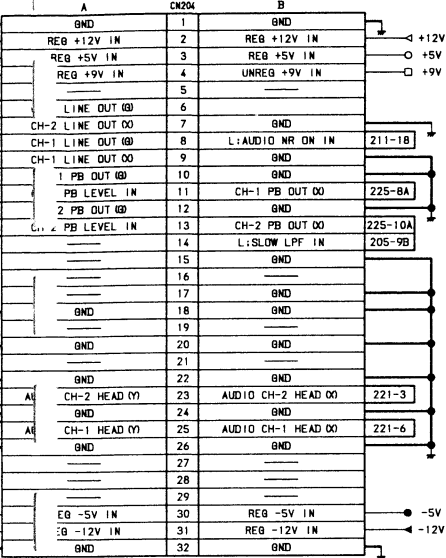 A CN204 B
GND 1 GND
REG +12V IN 2 REG +12V IN +12V
REG +5V IN 3 REG +5V IN +5V
REG +9V IN 4 UNREG +9V IN +9V
5
LINE OUT (G) 6
CH-2 LINE OUT (X) 7 GND
CH-1 LINE OUT (G) 8 L:AUDIO NR ON IN 211-18
CH-1 LINE OUT (X) 9 GND
1 PB OUT (G) 10 GND
PB LEVEL IN 11 CH-1 PB OUT (X) 225-8A
2 PB OUT (G) 12 GND
2 PB LEVEL IN 13 CH-2 PB OUT (X) 225-10A
14 L:SLOW LPF IN 205-9B
15 GND
16
17 GND
GND 18 GND
19
GND 20 GND
21
GND 22 GND
CH-2 HEAD (Y) 23 AUDIO CH-2 HEAD (X) 221-3
GND 24 GND
CH-1 HEAD (Y) 25 AUDIO CH-1 HEAD (X) 221-6
GND 26 GND
27
28
29
EG -5V IN 30 REG -5V IN -5V
EG -12V IN 31 REG -12V IN -12V
GND 32 GND